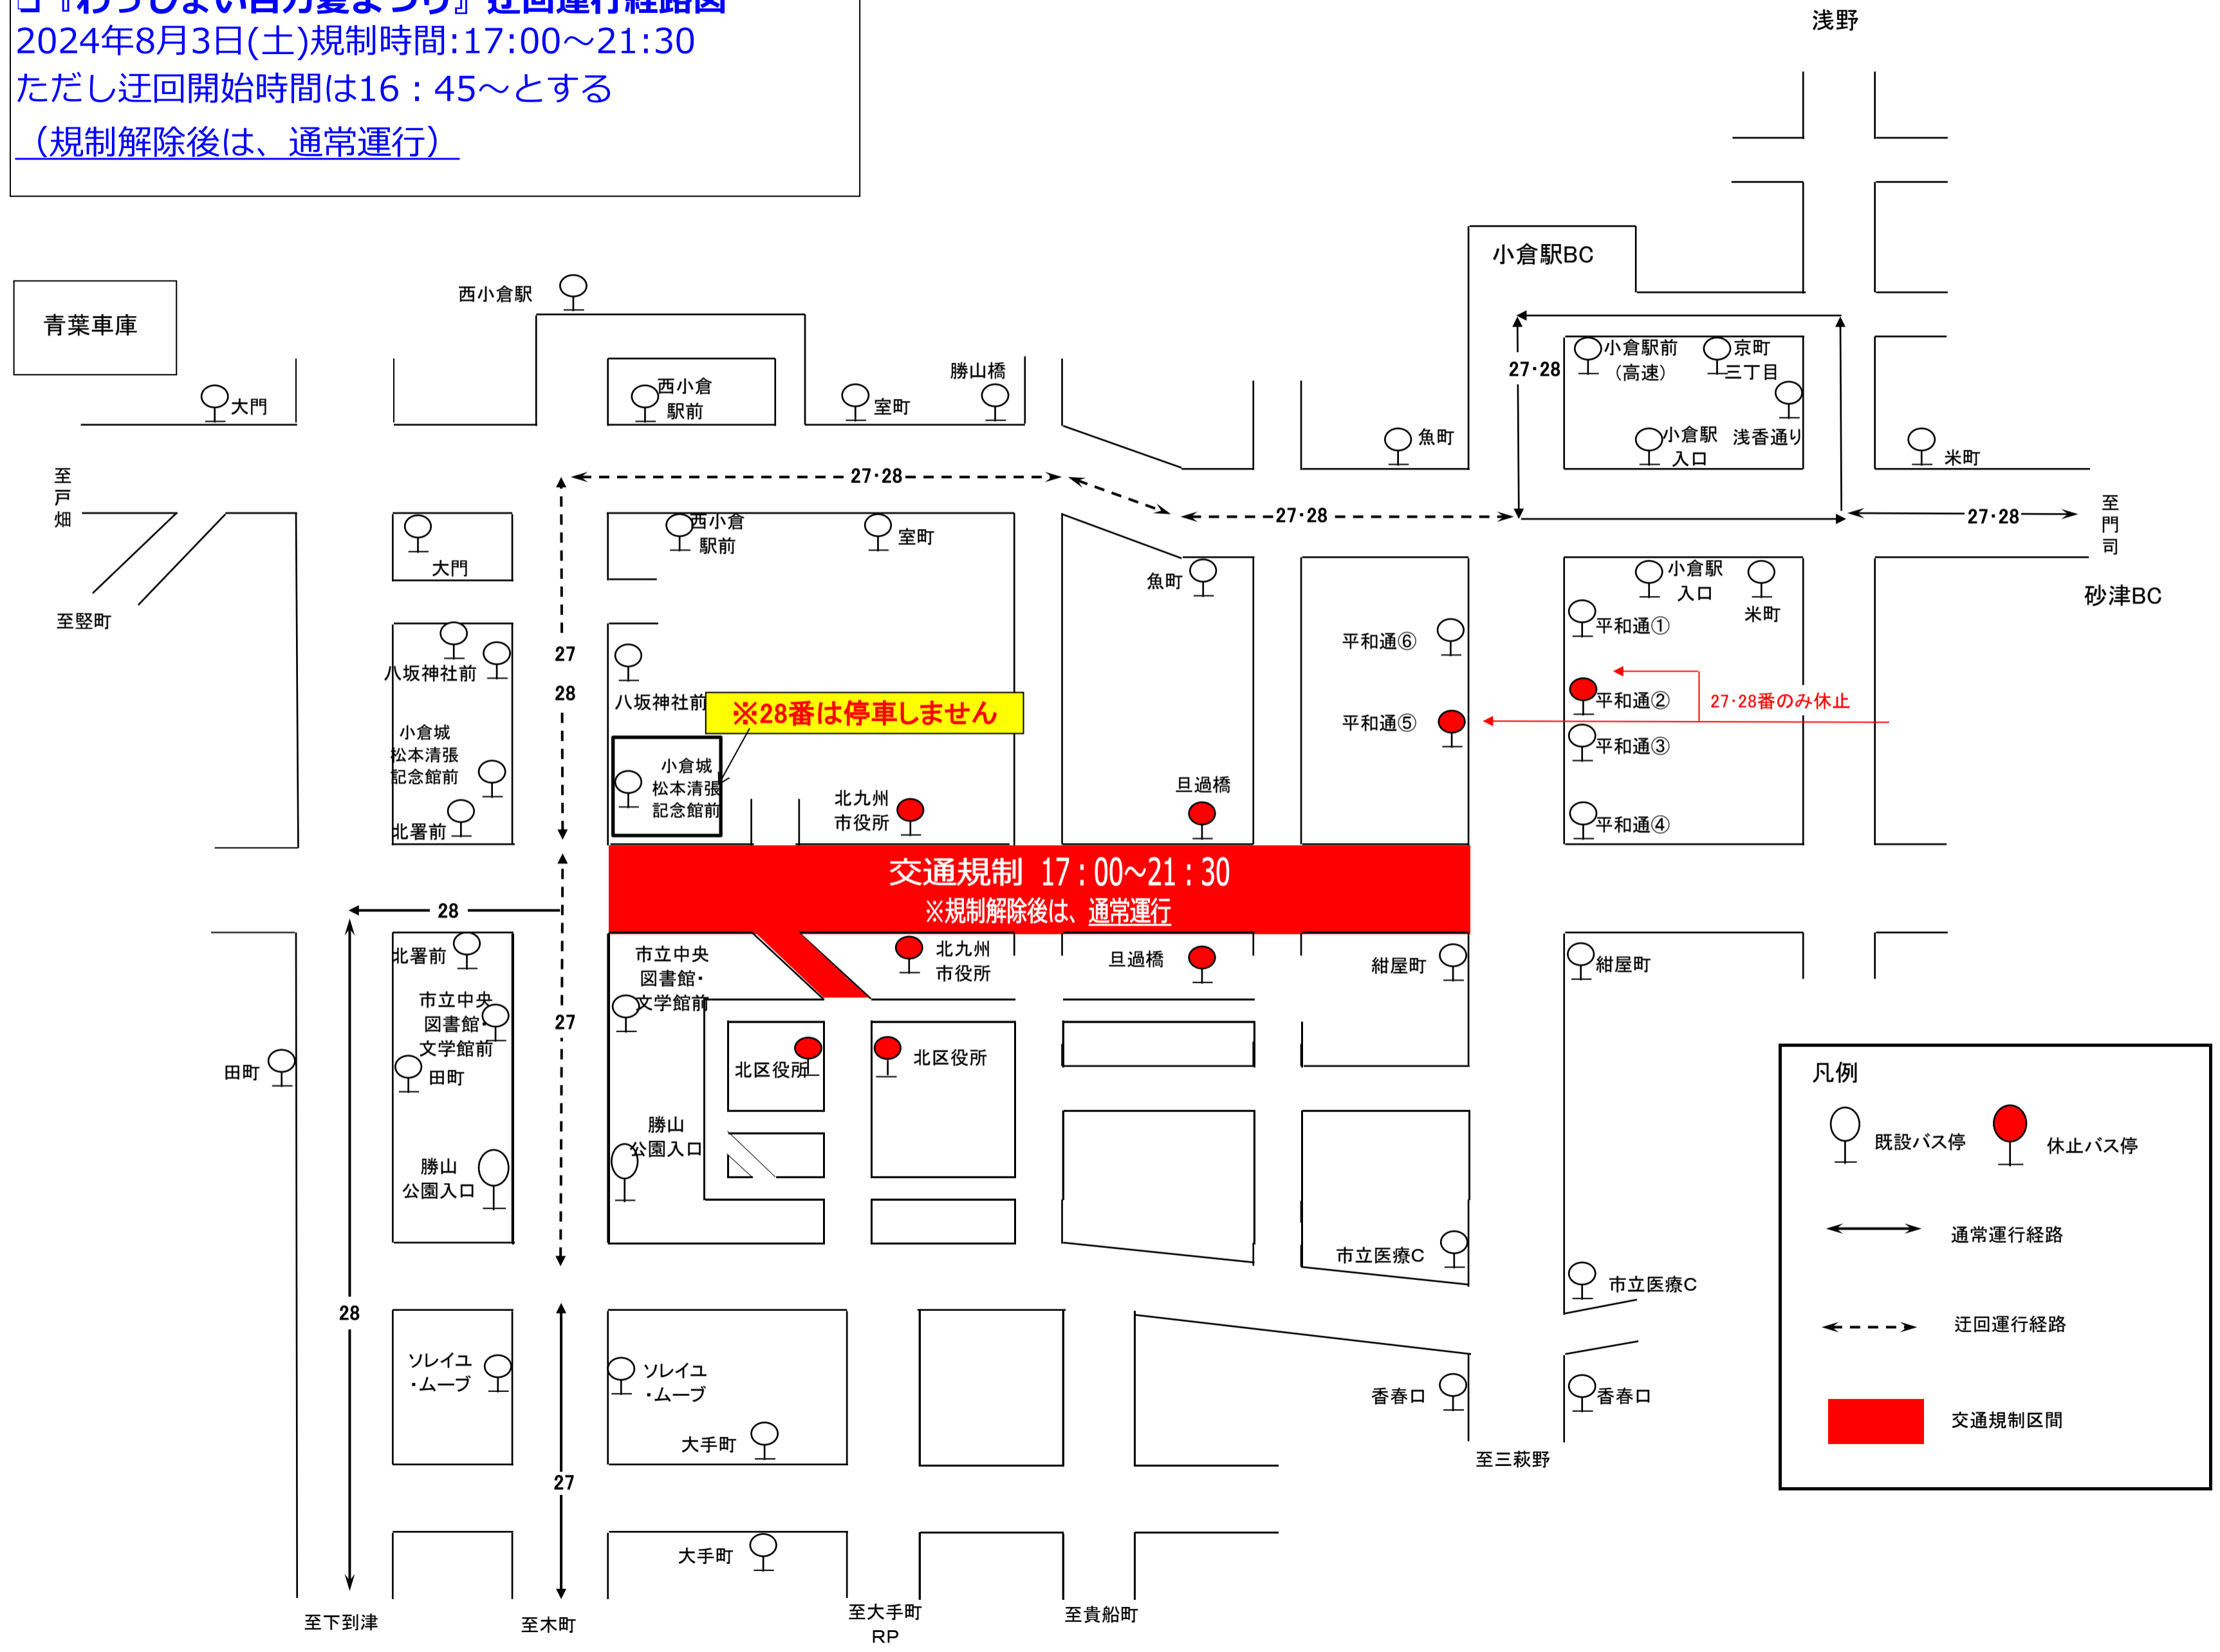 『わっしょい百万夏まつり』迂回運行経路図
2024年8月3日(土)規制時間:17:00～21:30
ただし迂回開始時間は16：45～とする
（規制解除後は、通常運行）
浅野
小倉駅BC
青葉車庫
西小倉駅
大門
西小倉
駅前
室町
勝山橋
魚町
27･28
小倉駅前
（高速）
京町
三丁目
小倉駅
入口
浅香通り
米町
至戸畑
27･28
27･28
27･28
至門司
砂津BC
至竪町
大門
西小倉
駅前
室町
魚町
小倉駅
入口
米町
平和通①
平和通⑥
八坂神社前
27
28
八坂神社前
※28番は停車しません
平和通②
27･28番のみ休止
平和通⑤
平和通③
小倉城
松本清張
記念館前
小倉城
松本清張
記念館前
北九州
市役所
旦過橋
平和通④
北署前
交通規制 17：00～21：30
※規制解除後は、通常運行
28
北署前
市立中央
図書館･
文学館前
北九州
市役所
旦過橋
紺屋町
紺屋町
市立中央
図書館･
文学館前
27
田町
田町
北区役所
北区役所
勝山
公園入口
勝山
公園入口
市立医療C
市立医療C
28
ソレイユ
･ムーブ
ソレイユ
･ムーブ
大手町
香春口
香春口
至三萩野
27
大手町
至下到津
至木町
至大手町
RP
至貴船町
凡例
既設バス停
休止バス停
通常運行経路
迂回運行経路
交通規制区間